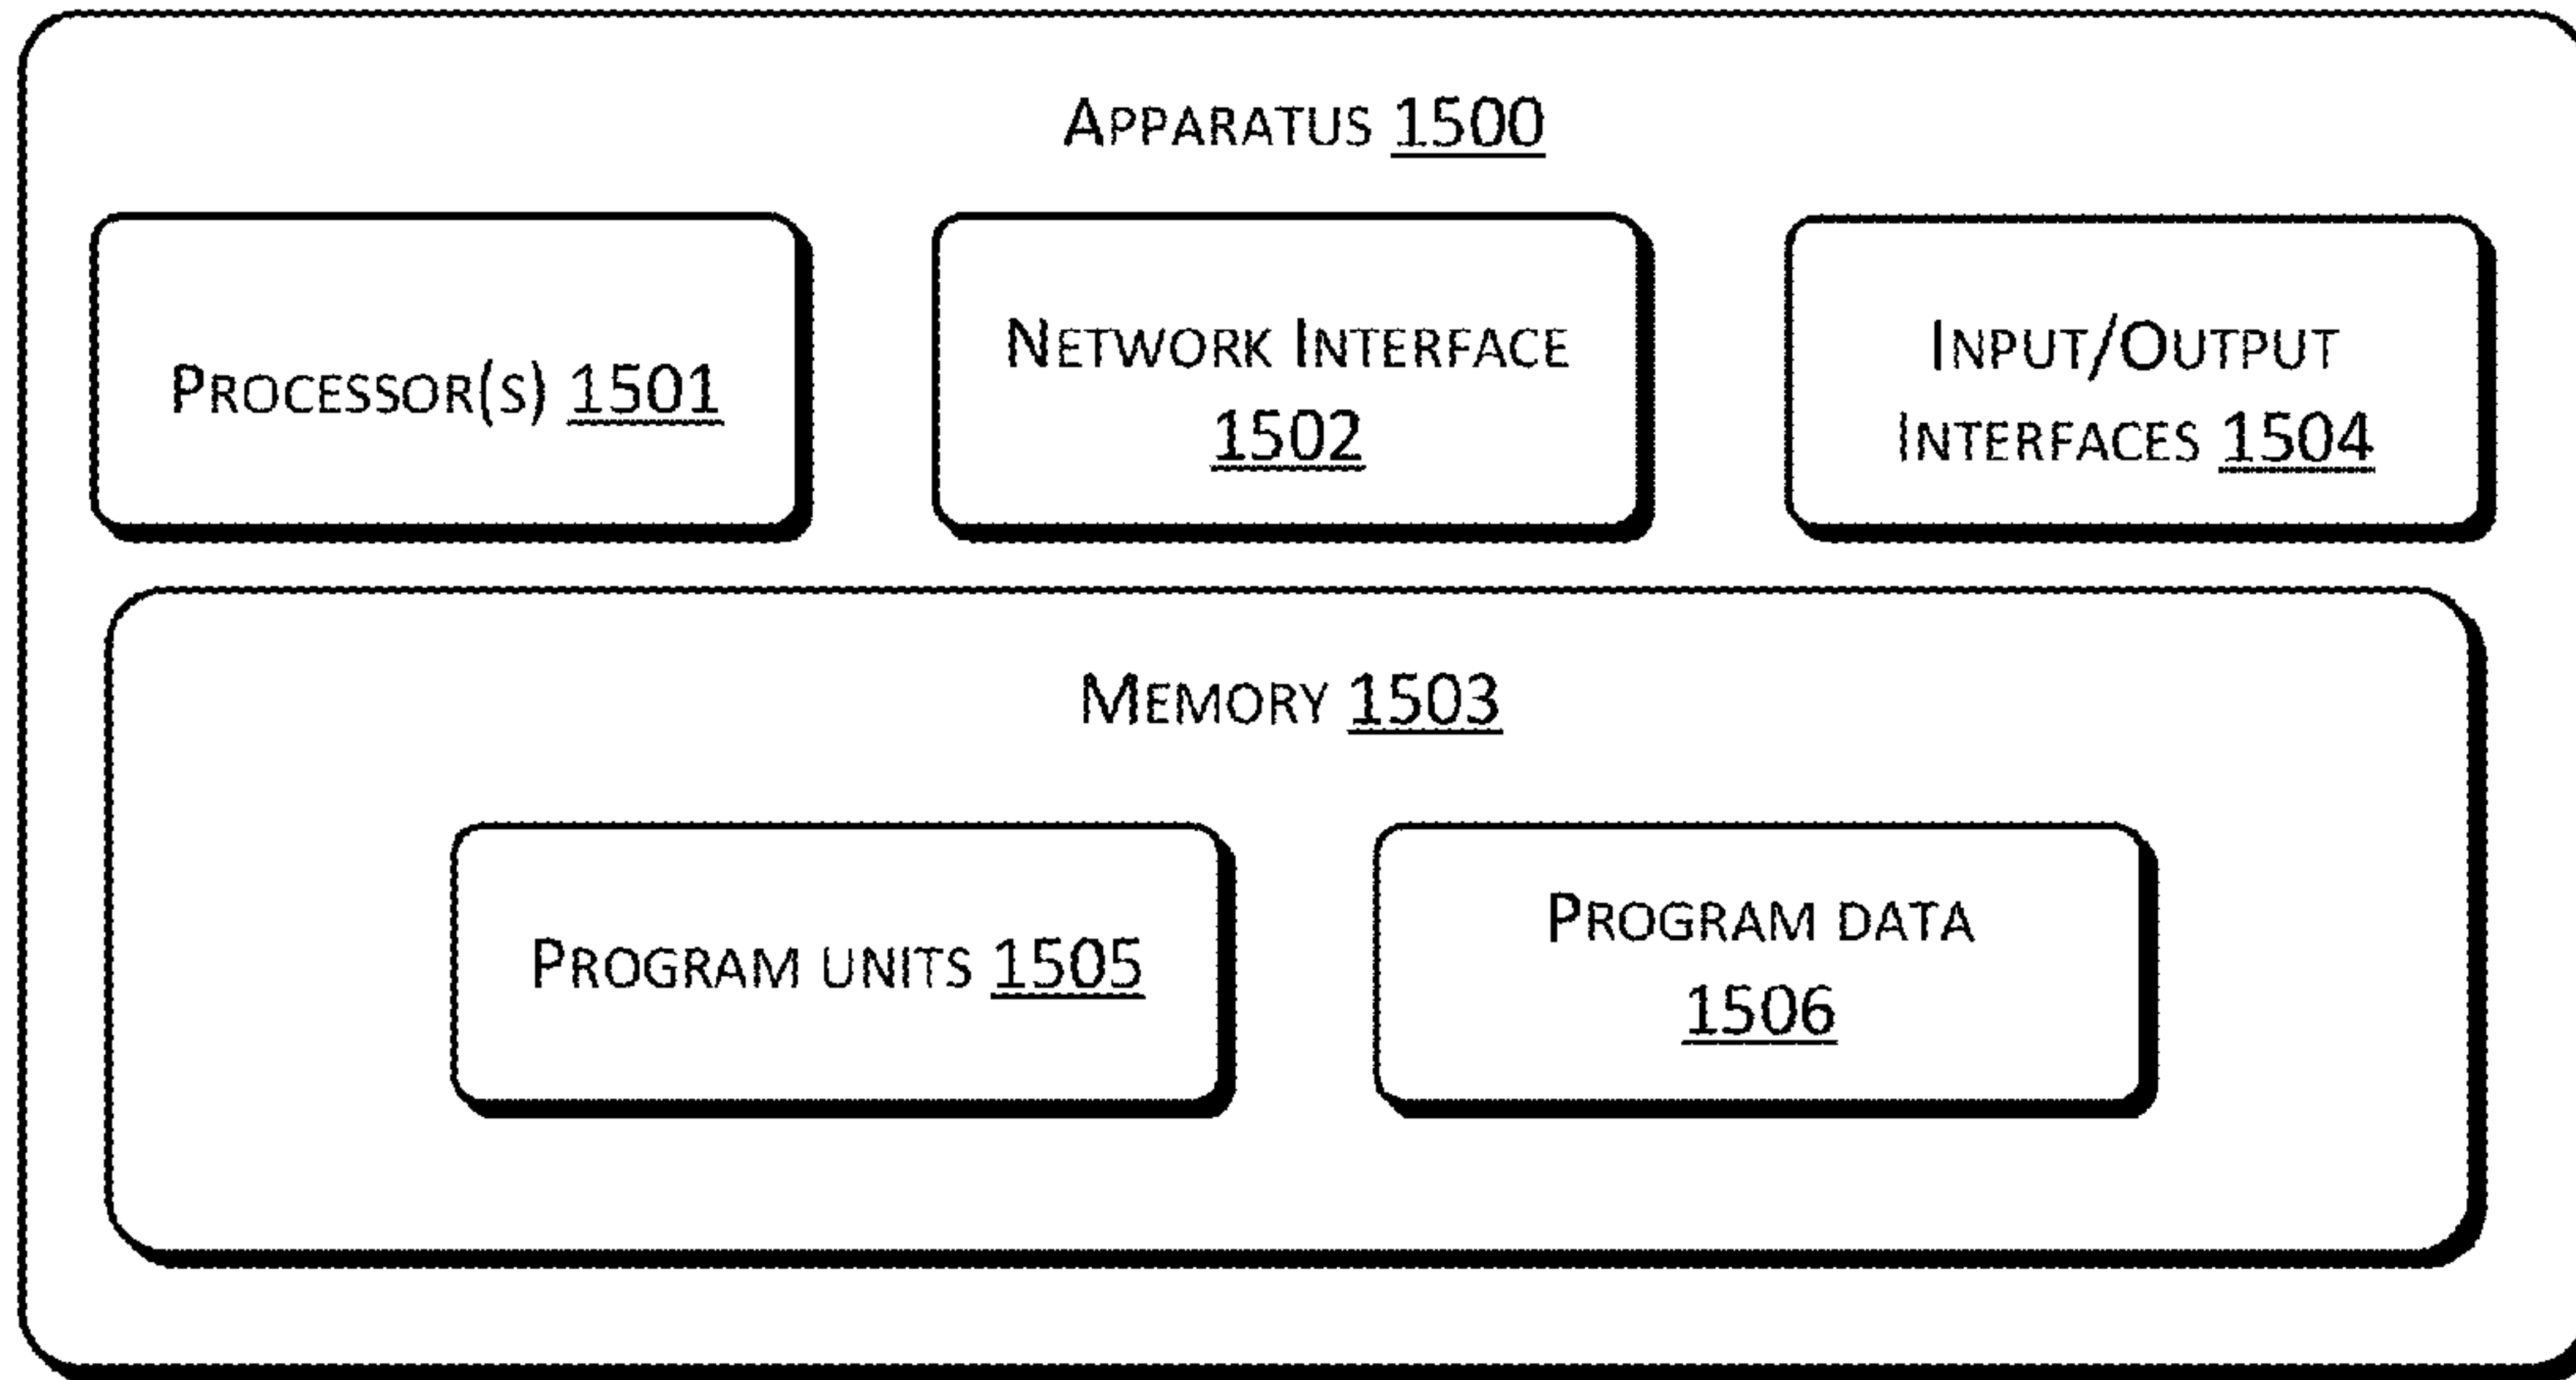 APPARATUS 1500
PROCESSOR(S) 1501
NETWORK INTERFACE
1502
INPUT/OUTPUT
INTERFACES 1504
MEMORY 1503
PROGRAM UNITS 1505
PROGRAM DATA
1506